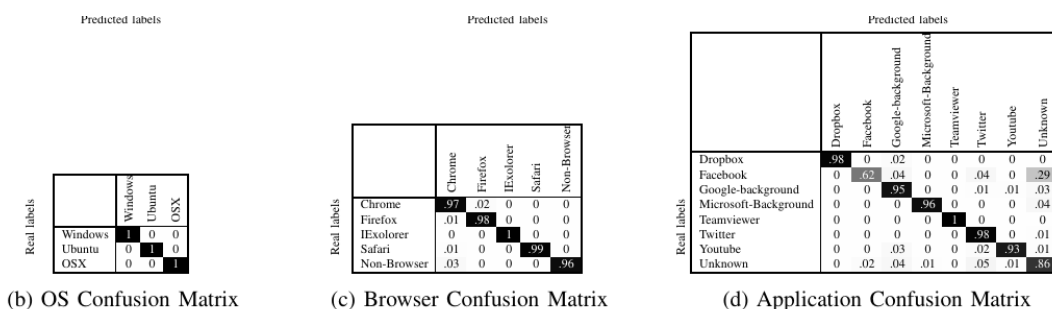 Predicted labels
Windows
Ubuntu
OSX
Real labels
Windows 1 0 0
Ubuntu 0 1 0
OSX 0 0 1
(b) OS Confusion Matrix
Predicted labels
Chrome
Firefox
IExolorer
Safari
Non-Browser
Real labels
Chrome .97 .02 0 0 0
Firefox .01 .98 0 0 0
IExolorer 0 0 1 0 0
Safari .01 0 0 .99 0
Non-Browser .03 0 0 0 .96
(c) Browser Confusion Matrix
Predicted labels
Dropbox
Facebook
Google-background
Microsoft-Background
Teamviewer
Twitter
Youtube
Unknown
Real labels
Dropbox .98 0 .02 0 0 0 0 0
Facebook 0 .62 .04 0 0 .04 0 .29
Google-background 0 0 .95 0 0 .01 .01 .03
Microsoft-Background 0 0 0 .96 0 0 0 .04
Teamviewer 0 0 0 0 1 0 0 0
Twitter 0 0 0 0 0 .98 0 .01
Youtube 0 0 .03 0 0 .02 .93 .01
Unknown 0 .02 .04 .01 0 .05 .01 .86
(d) Application Confusion Matrix